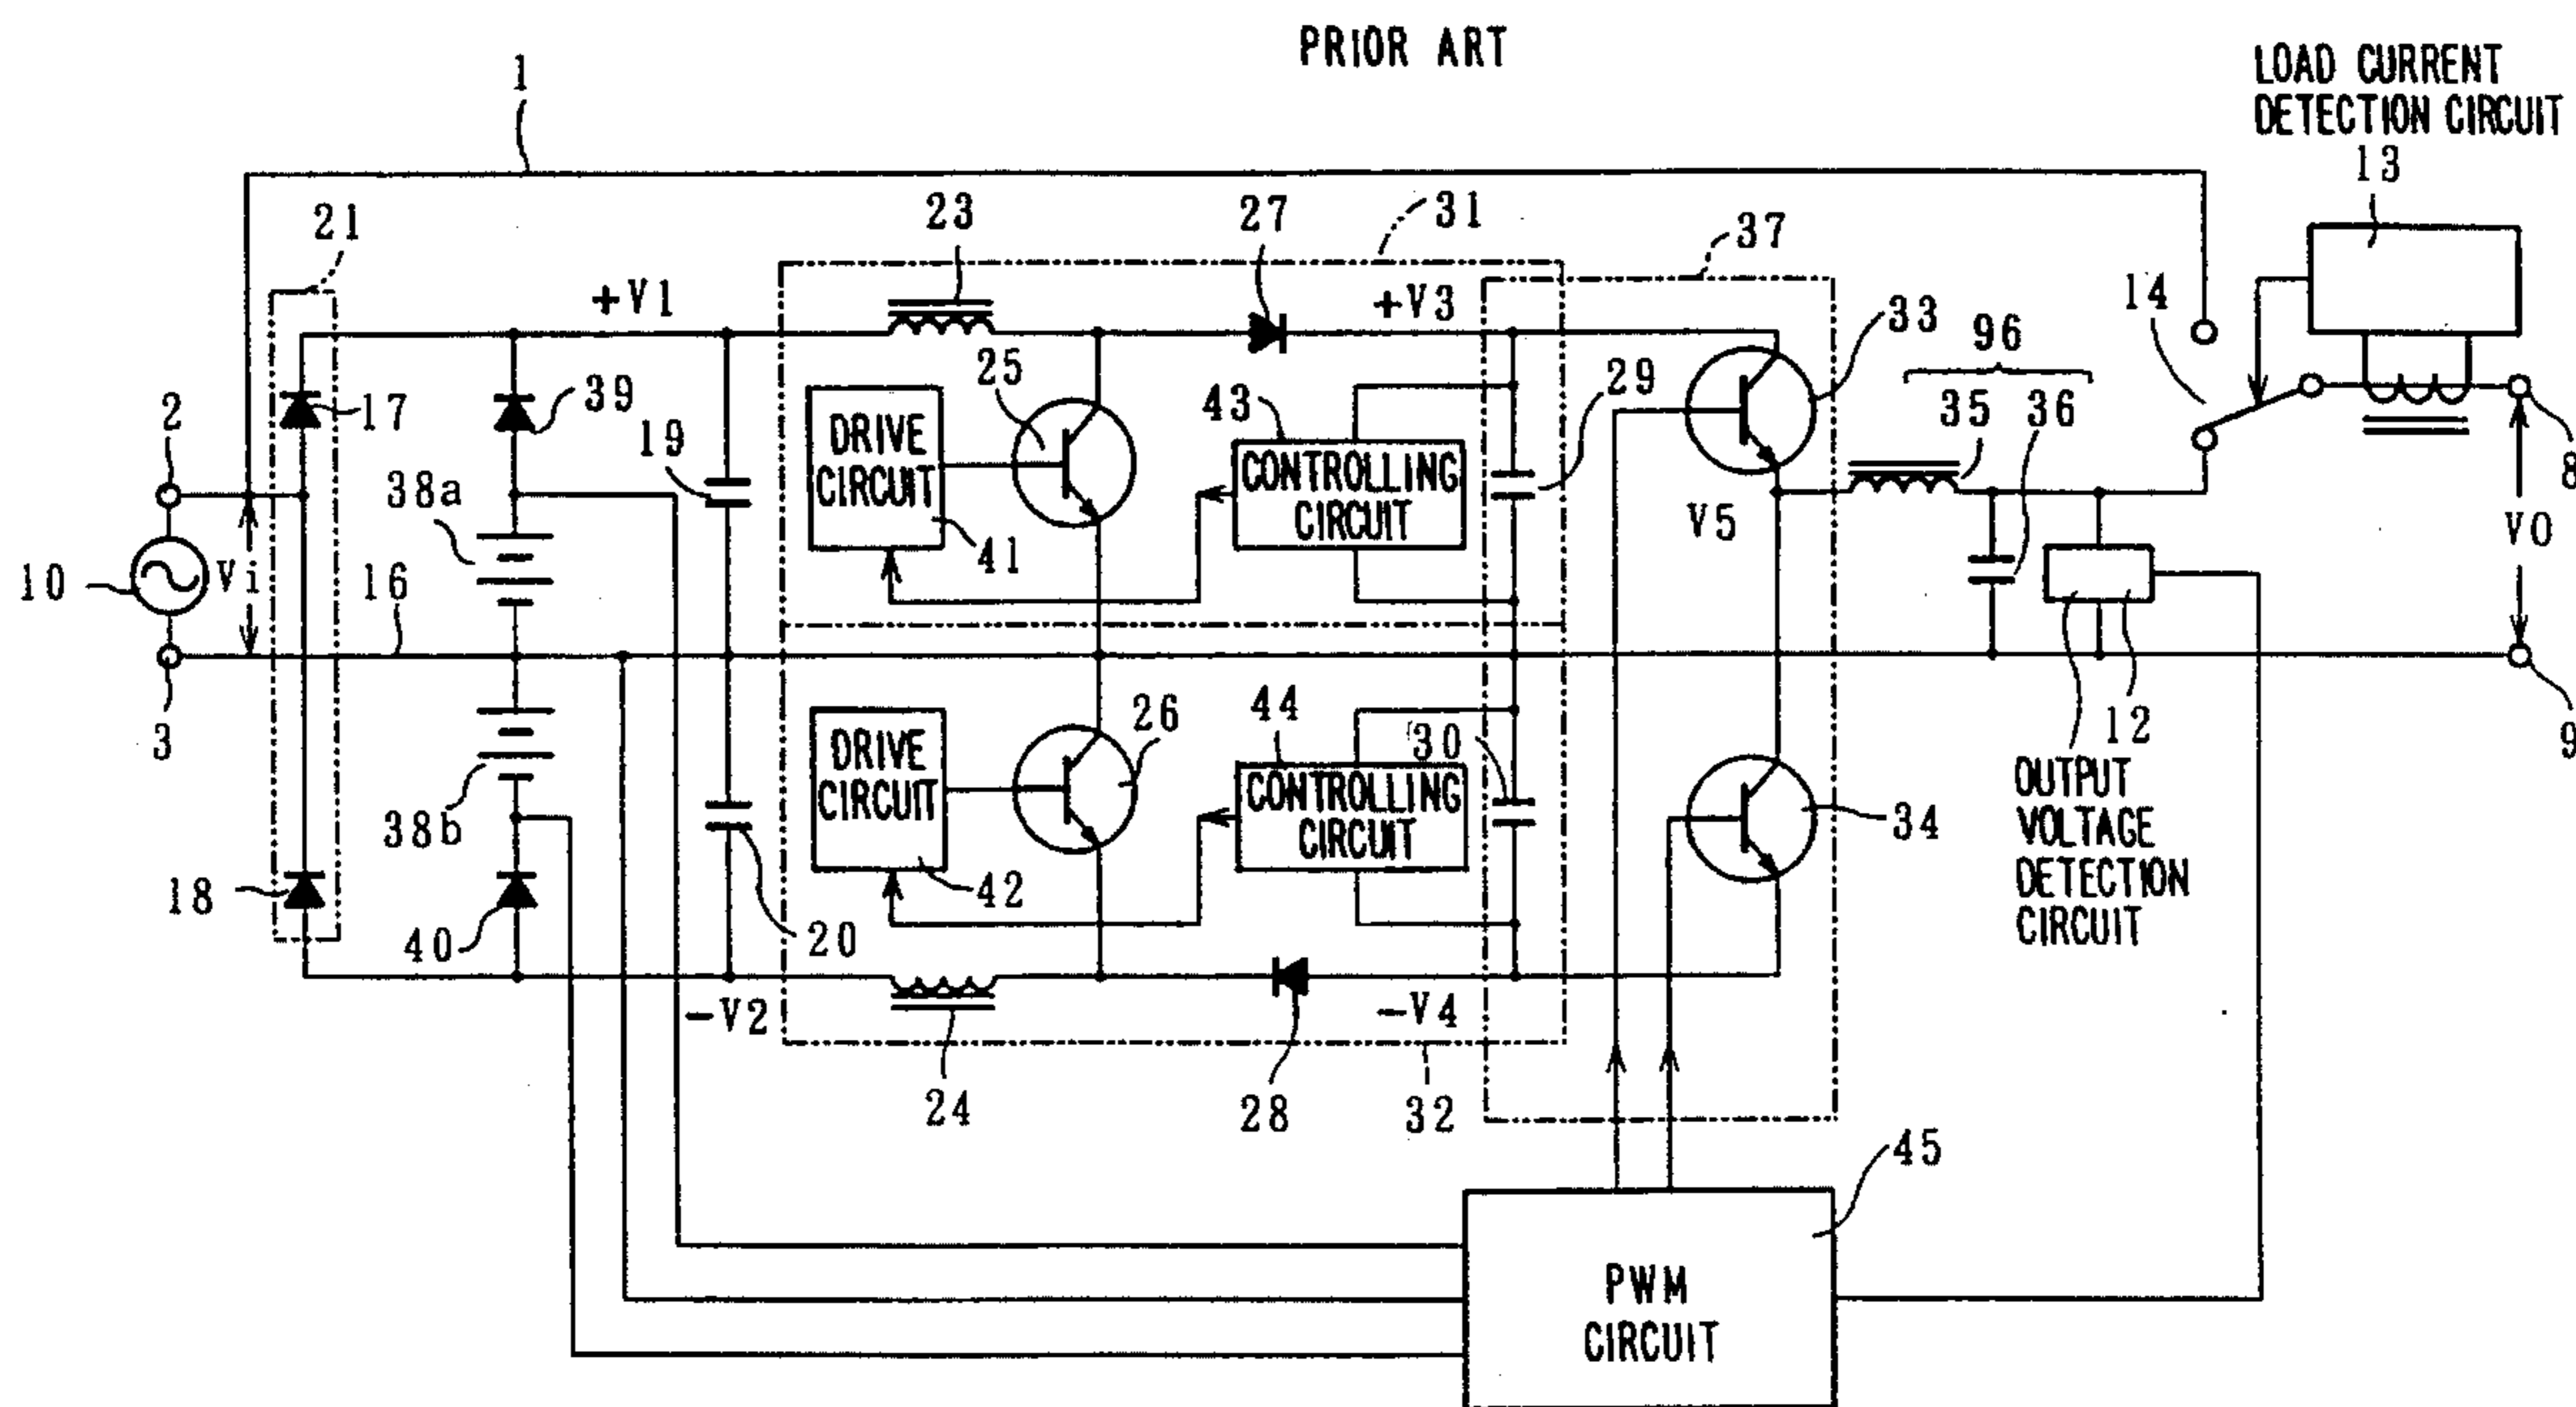 PRIOR ART
LOAD CURRENT
DETECTION CIRCUIT
13
1
21
23
27
31
37
+V1
+V3
14
33
96
2
17
39
25
43
29
35
36
DRIVE
CIRCUIT
CONTROLLING
CIRCUIT
19
38a
8
V5
VO
10
Vi
16
41
3
26
44
30
12
9
DRIVE
CIRCUIT
CONTROLLING
CIRCUIT
OUTPUT
VOLTAGE
DETECTION
CIRCUIT
38b
34
18
42
40
20
-V2
-V4
24
28
32
45
PWM
CIRCUIT